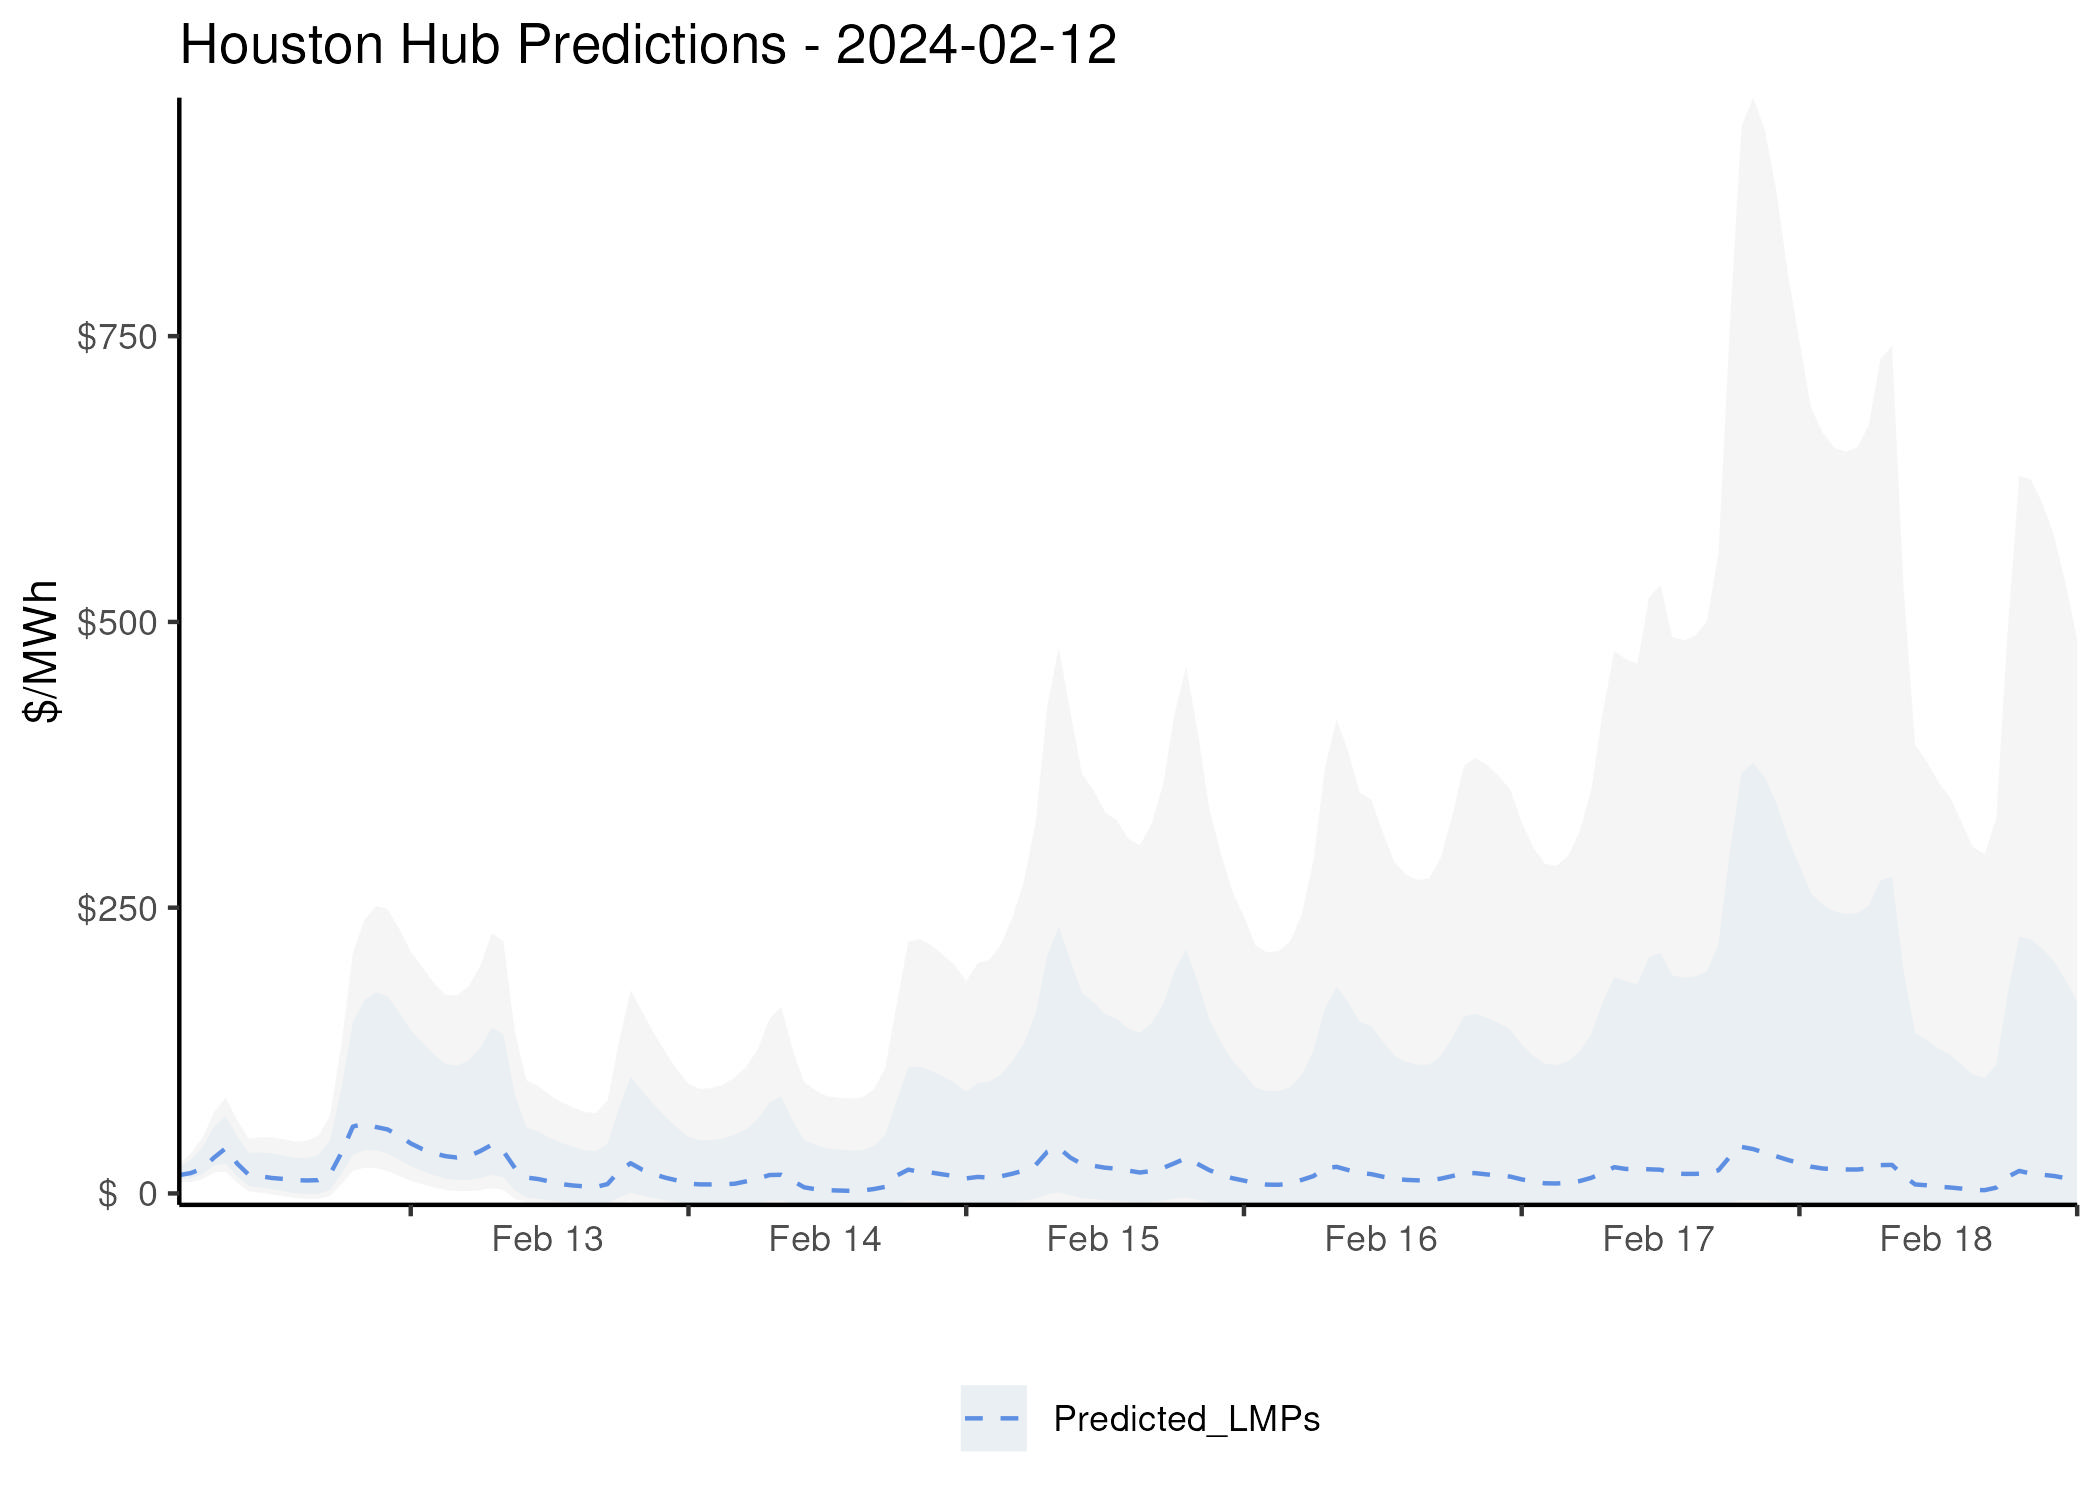 Houston Hub Predictions - 2024-02-12
$/MWh
$750
$500
$250
$ 0
Feb 13
Feb 14
Feb 15
Feb 16
Feb 17
Feb 18
Predicted_LMPs